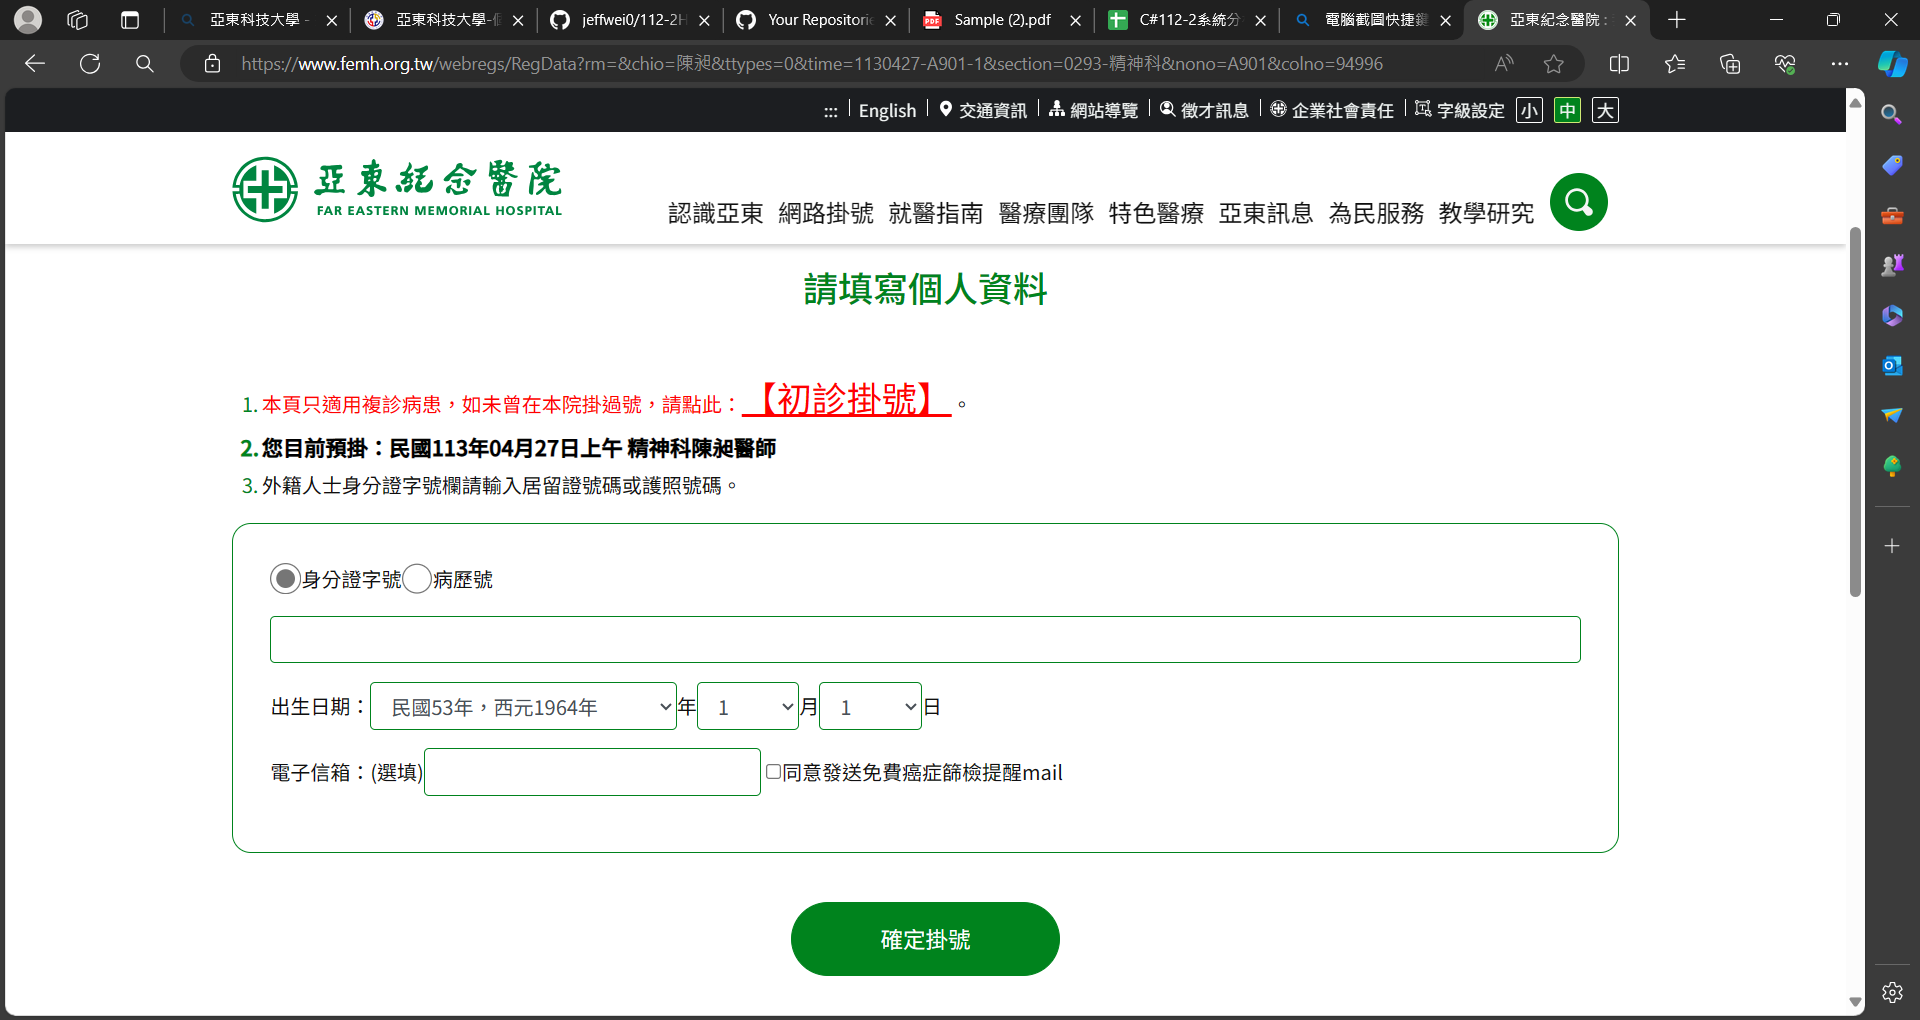 亞東科技大學 -
亞東科技大學-
jeffwei0/112-2H
Your Repositorie
Sample (2).pdf
C#112-2系統分
電腦截圖快捷鍵
亞東紀念醫院 :
https://www.femh.org.tw/webregs/RegData?rm=&chio=陳昶&ttypes=0&time=1130427-A901-1&section=0293-精神科&nono=A901&colno=94996
::: English 交通資訊 網站導覽 徵才訊息 企業社會責任 字級設定 小 中 大
亞東紀念醫院
FAR EASTERN MEMORIAL HOSPITAL
認識亞東 網路掛號 就醫指南 醫療團隊 特色醫療 亞東訊息 為民服務 教學研究
請填寫個人資料
1. 本頁只適用複診病患，如未曾在本院掛過號，請點此：【初診掛號】。
2. 您目前預掛：民國113年04月27日上午 精神科陳昶醫師
3. 外籍人士身分證字號欄請輸入居留證號碼或護照號碼。
身分證字號 病歷號
出生日期： 民國53年，西元1964年 年 1 月 1 日
電子信箱：(選填) 同意發送免費癌症篩檢提醒mail
確定掛號